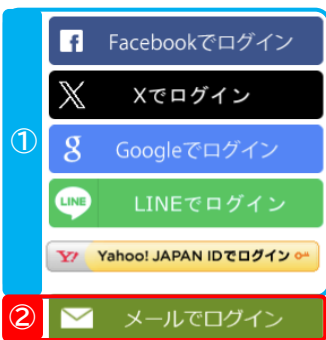 ①
Facebookでログイン
Xでログイン
Googleでログイン
LINE LINEでログイン
Y! Yahoo! JAPAN IDでログイン
② メールでログイン